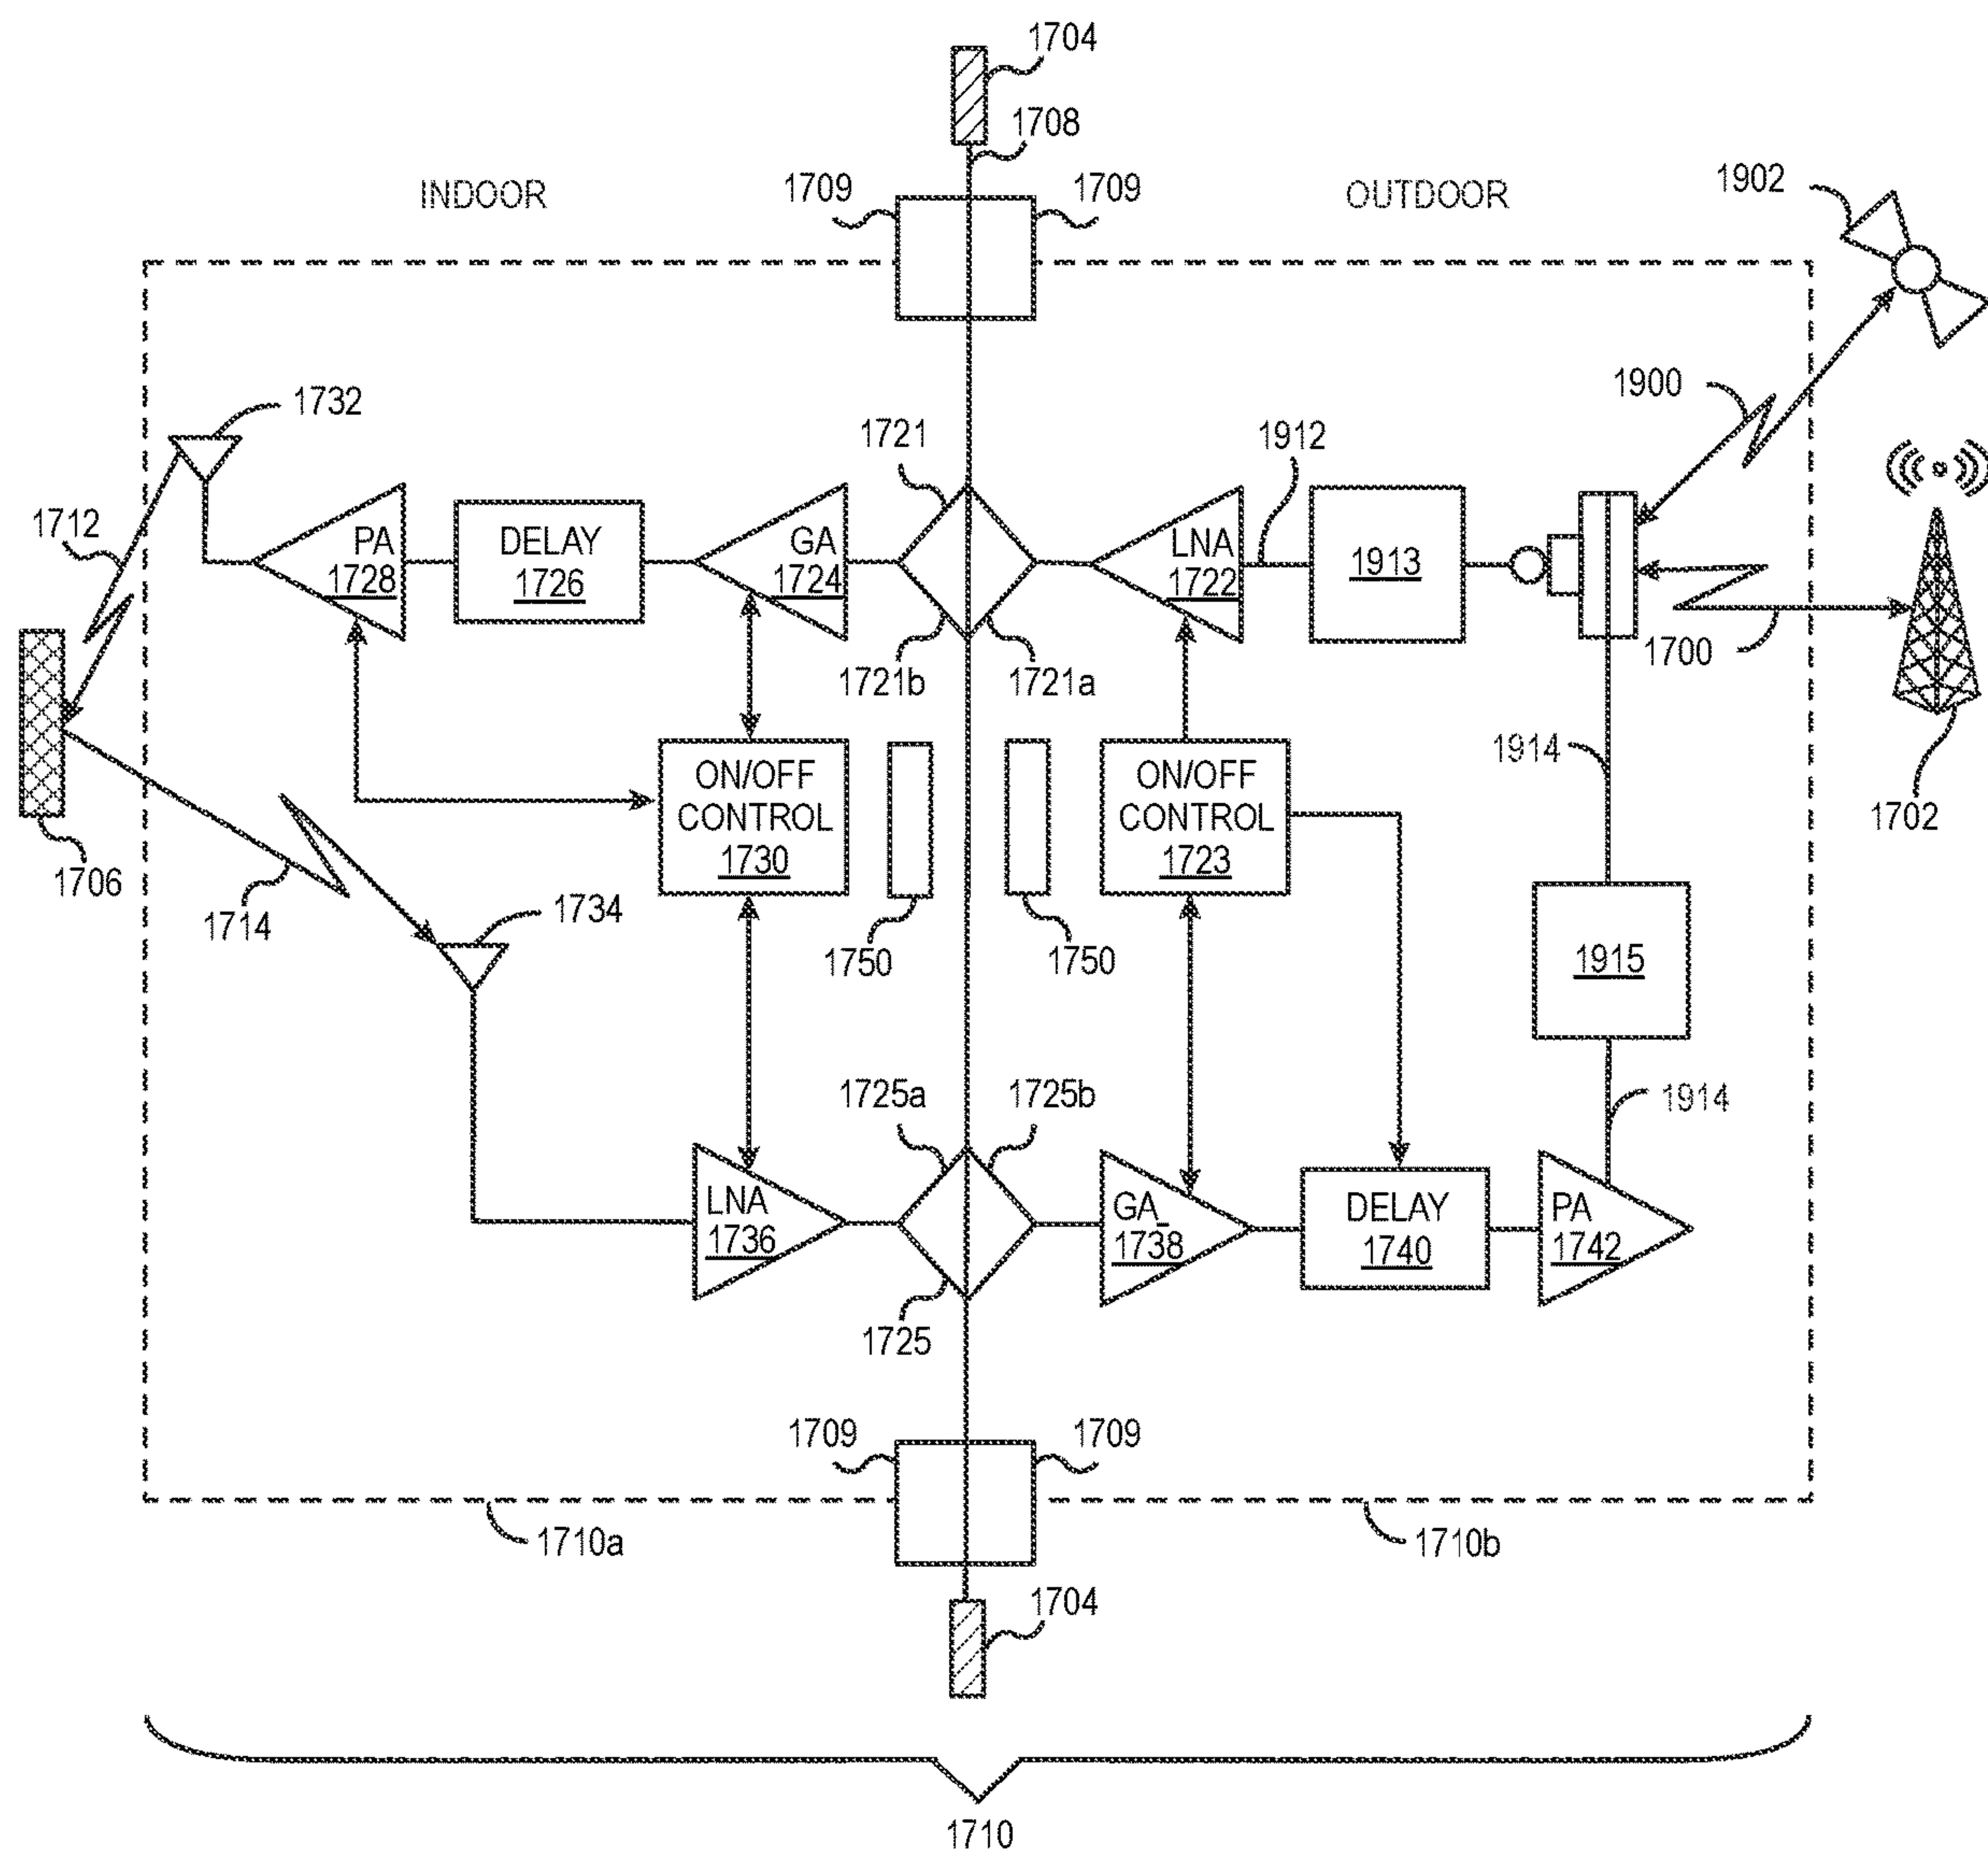 1704
1708
1709
1709
INDOOR
OUTDOOR
1902
1732
1721
1912
1900
1712
PA
1728
DELAY
1726
GA
1724
LNA
1722
1913
1721b
1721a
1700
1914
1702
ON/OFF
CONTROL
1730
ON/OFF
CONTROL
1723
1706
1714
1734
1750
1750
1915
1725a
1725b
1914
LNA
1736
GA
1738
DELAY
1740
PA
1742
1725
1709
1709
1710a
1710b
1704
1710